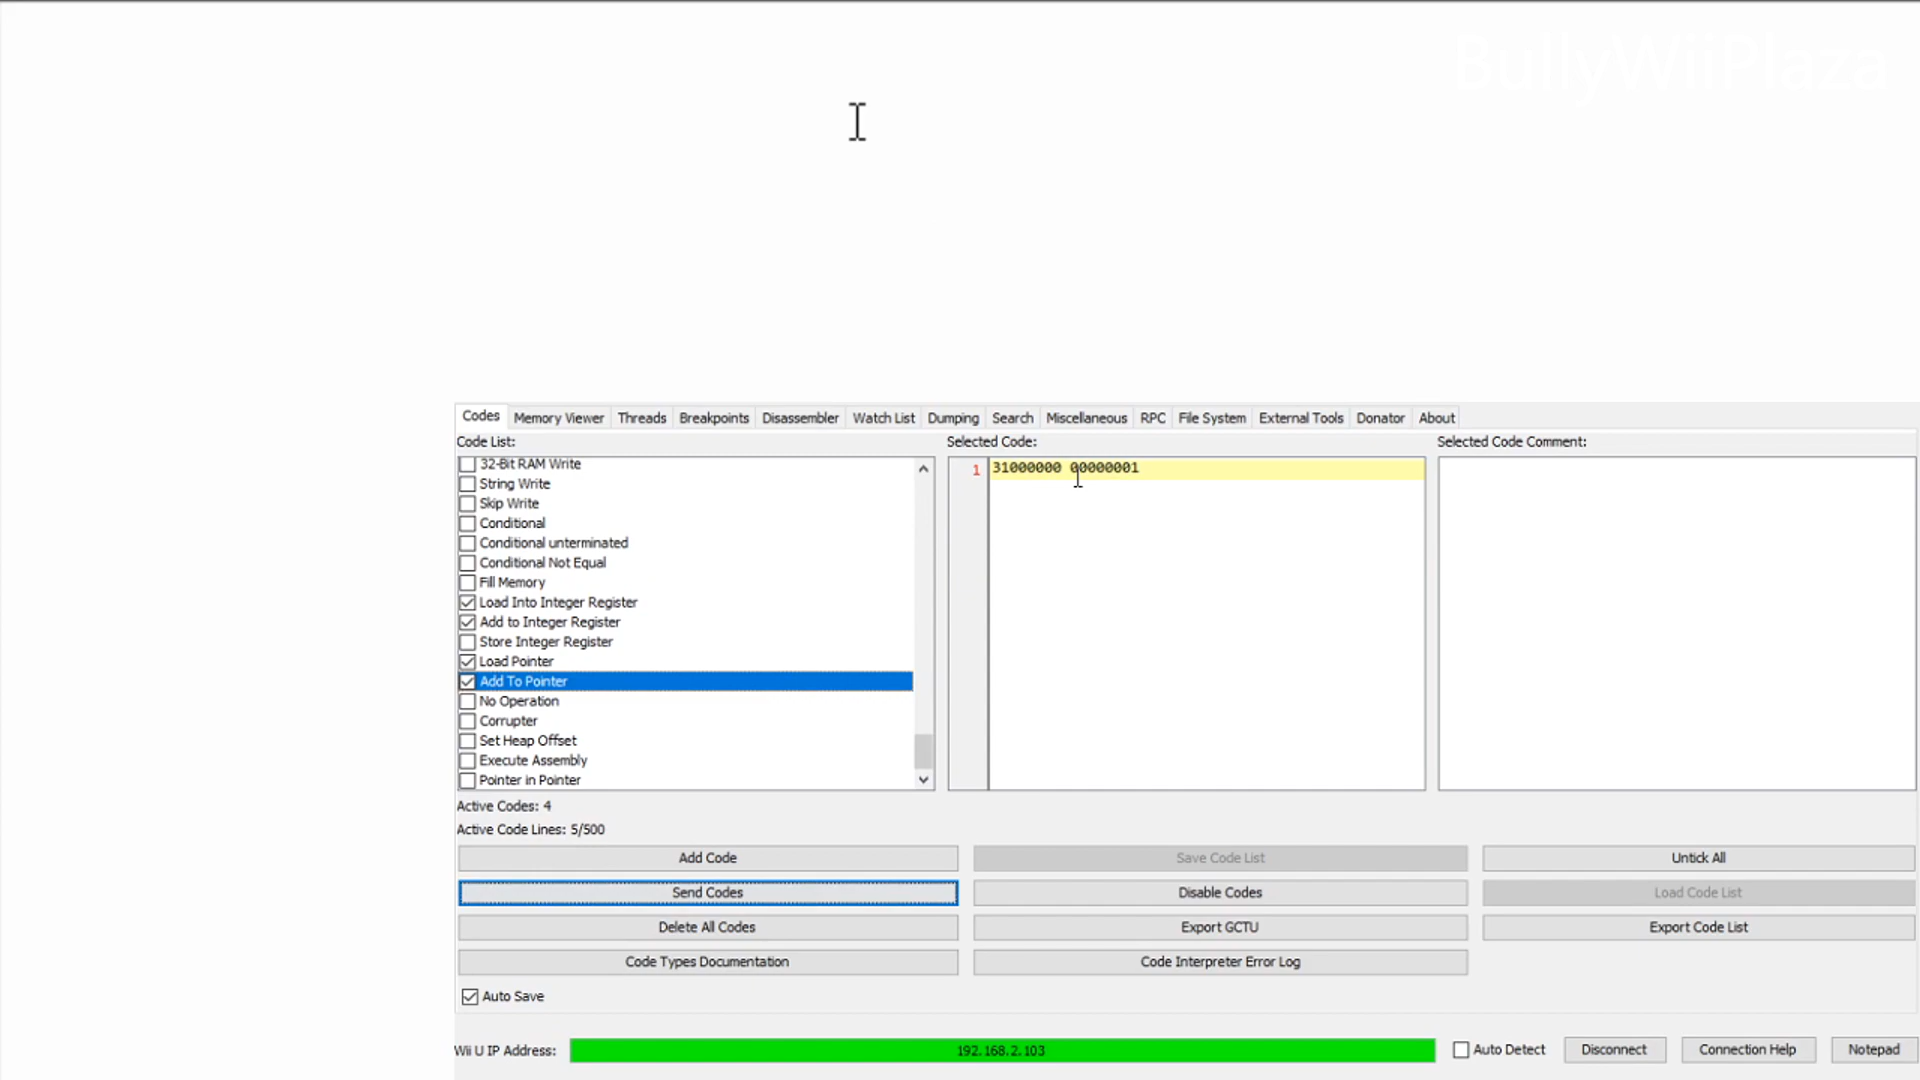 BullyWiiPlaza
Codes Memory Viewer Threads Breakpoints Disassembler Watch List Dumping Search Miscellaneous RPC File System External Tools Donator About
Code List:
32-Bit RAM Write
String Write
Skip Write
Conditional
Conditional unterminated
Conditional Not Equal
Fill Memory
Load Into Integer Register
Add to Integer Register
Store Integer Register
Load Pointer
Add To Pointer
No Operation
Corrupter
Set Heap Offset
Execute Assembly
Pointer in Pointer
Selected Code:
1 31000000 00000001
Selected Code Comment:
Active Codes: 4
Active Code Lines: 5/500
Add Code Save Code List Untick All
Send Codes Disable Codes Load Code List
Delete All Codes Export GCTU Export Code List
Code Types Documentation Code Interpreter Error Log
Auto Save
Wii U IP Address: 192.168.2.103 Auto Detect Disconnect Connection Help Notepad